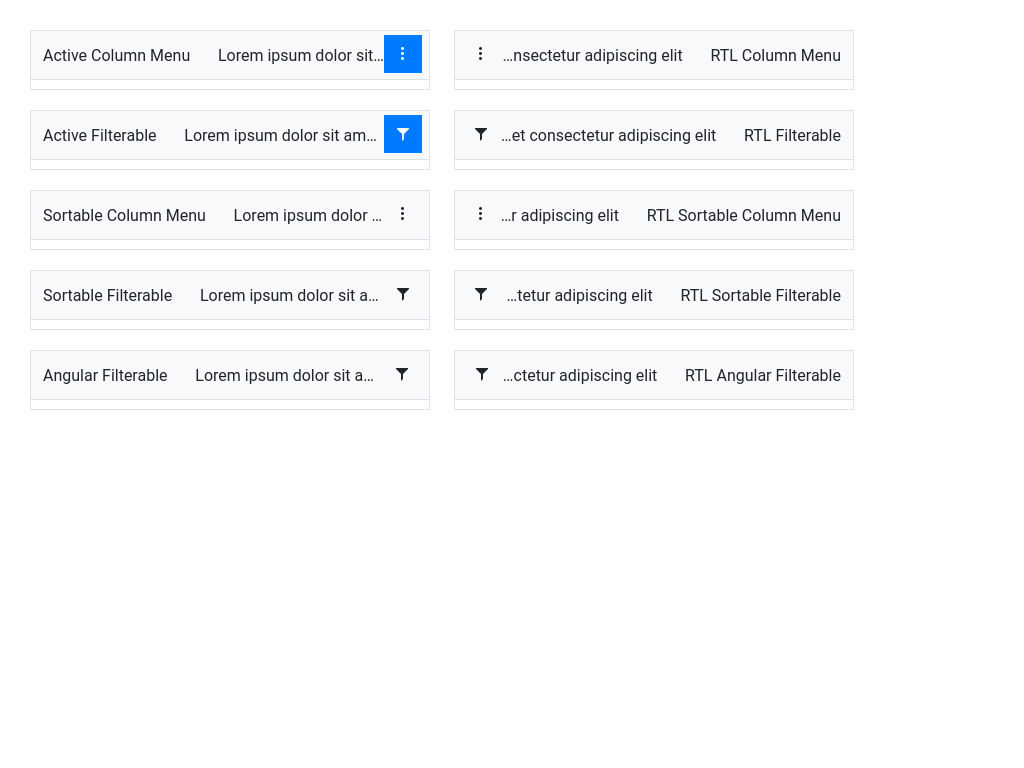 Active Column Menu Lorem ipsum dolor sit…
…nsectetur adipiscing elit RTL Column Menu
Active Filterable Lorem ipsum dolor sit am…
…et consectetur adipiscing elit RTL Filterable
Sortable Column Menu Lorem ipsum dolor …
…r adipiscing elit RTL Sortable Column Menu
Sortable Filterable Lorem ipsum dolor sit a…
…tetur adipiscing elit RTL Sortable Filterable
Angular Filterable Lorem ipsum dolor sit a…
…ctetur adipiscing elit RTL Angular Filterable